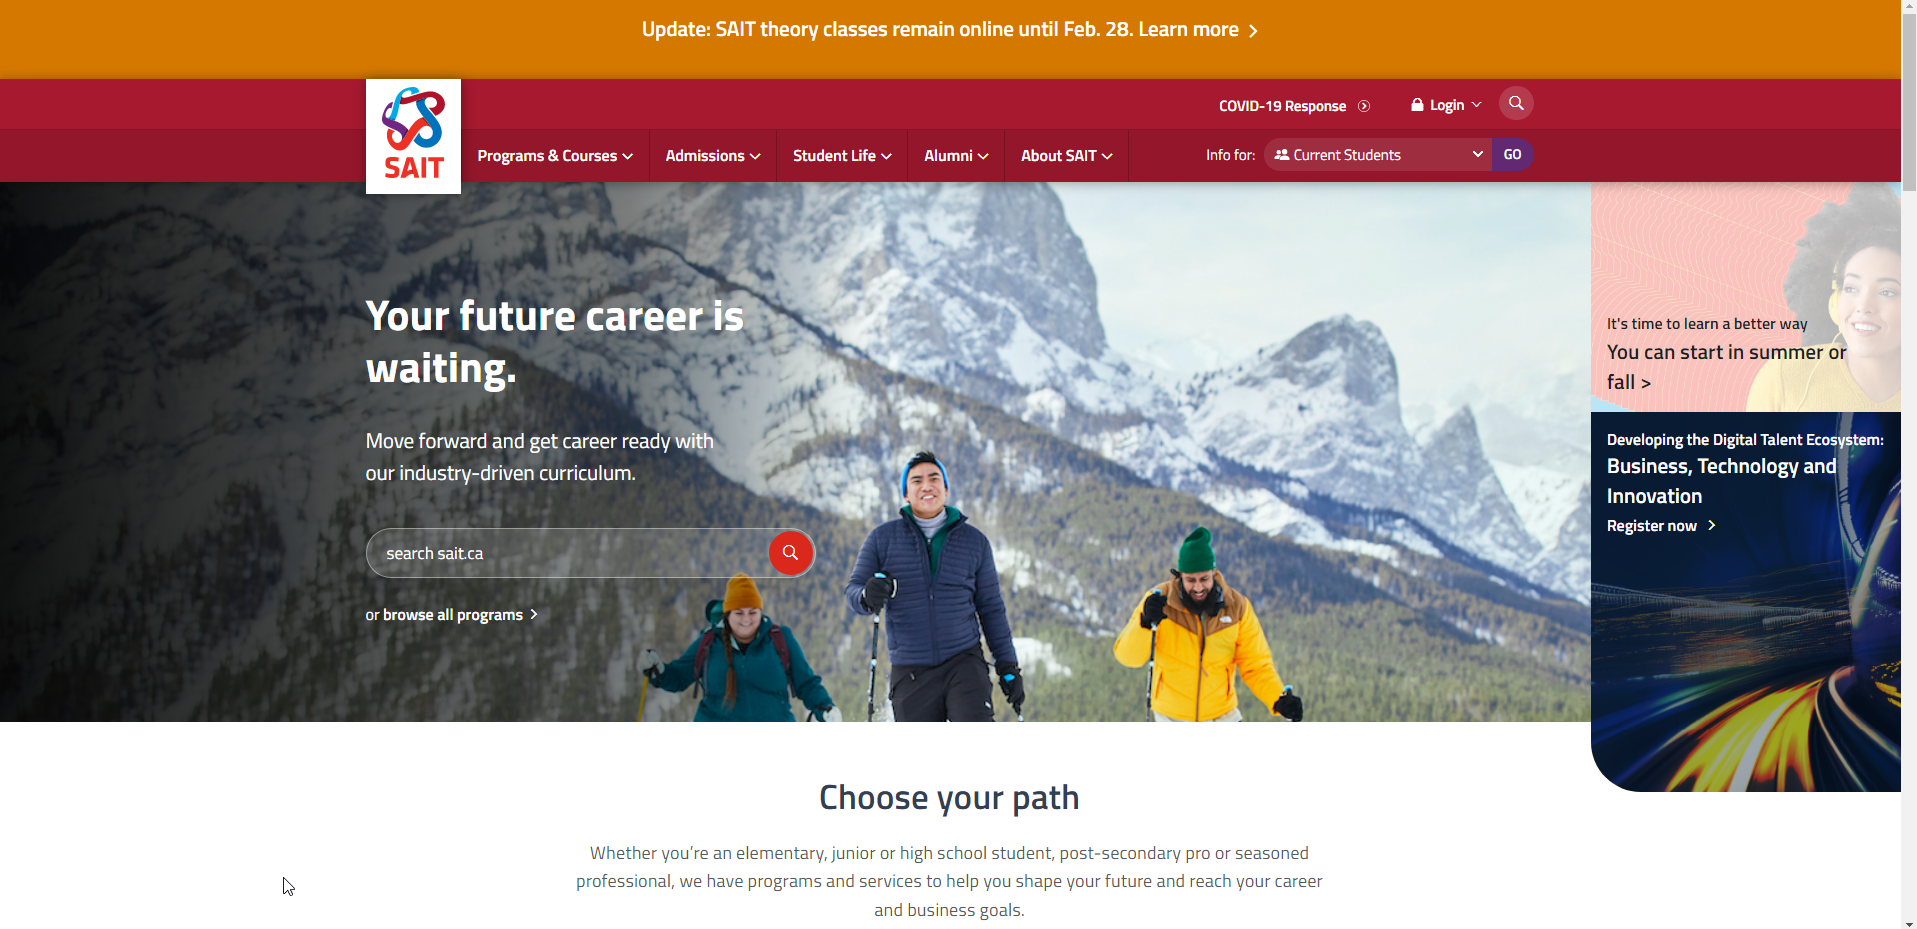 Update: SAIT theory classes remain online until Feb. 28. Learn more
COVID-19 Response
Login
SAIT
Programs & Courses
Admissions
Student Life
Alumni
About SAIT
Info for:
Current Students
GO
Your future career is
waiting.
Move forward and get career ready with
our industry-driven curriculum.
search sait.ca
or browse all programs
It's time to learn a better way
You can start in summer or
fall >
Developing the Digital Talent Ecosystem:
Business, Technology and
Innovation
Register now
Choose your path
Whether you’re an elementary, junior or high school student, post-secondary pro or seasoned
professional, we have programs and services to help you shape your future and reach your career
and business goals.